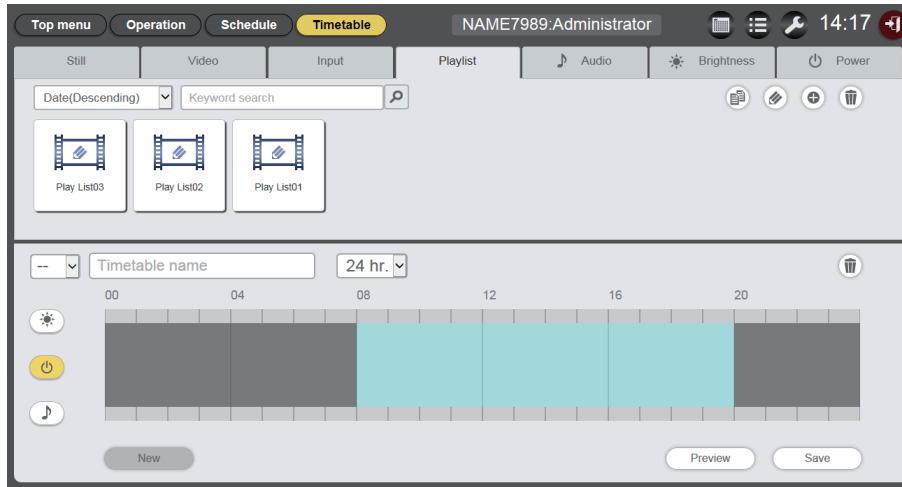 Top menu Operation Schedule Timetable NAME7989:Administrator 14:17
Still Video Input Playlist Audio Brightness Power
Date(Descending) Keyword search
Play List03 Play List02 Play List01
-- Timetable name 24 hr.
00 04 08 12 16 20
New Preview Save